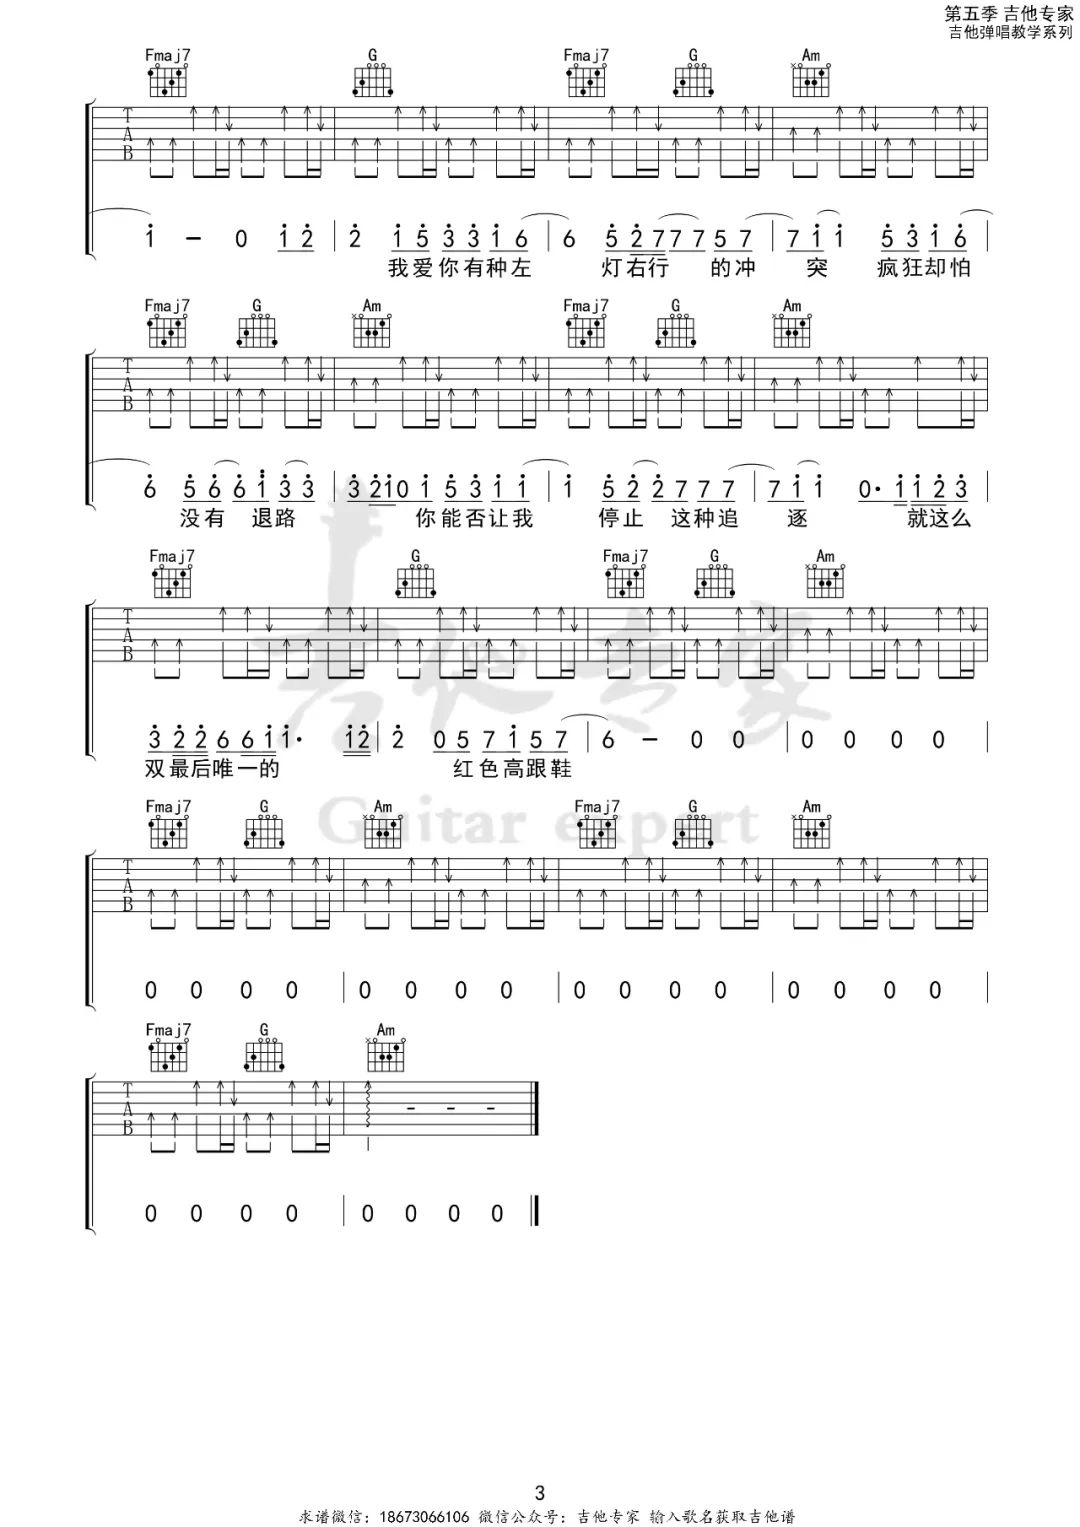 第五季 吉他专家
吉他弹唱教学系列
Fmaj7 G Fmaj7 G Am
T
A
B
1 — 0 1 2 | 2 1 5 3 3 1 6 | 6 5 2 7 7 7 5 7 | 7 1 1 5 3 1 6 |
我爱你有种左 灯右行 的冲 突 疯狂却怕
Fmaj7 G Am Fmaj7 G Am
T
A
B
6 5 6 6 1 3 3 | 3 2 1 0 1 5 3 1 1 | 1 5 2 2 7 7 7 | 7 1 1 0· 1 1 2 3 |
没有 退路 你能否让我 停止 这种追 逐 就这么
Fmaj7 G Fmaj7 G Am
T
A
B
3 2 2 6 6 1 1· 1 2 | 2 0 5 7 1 5 7 | 6 — 0 0 | 0 0 0 0 |
双最后唯一的 红色高跟鞋
吉他专家
Guitar expert
Fmaj7 G Am Fmaj7 G Am
T
A
B
0 0 0 0 | 0 0 0 0 | 0 0 0 0 | 0 0 0 0 |
Fmaj7 G Am
T
A
B
- - -
0 0 0 0 | 0 0 0 0
3
求谱微信：18673066106 微信公众号：吉他专家 输入歌名获取吉他谱